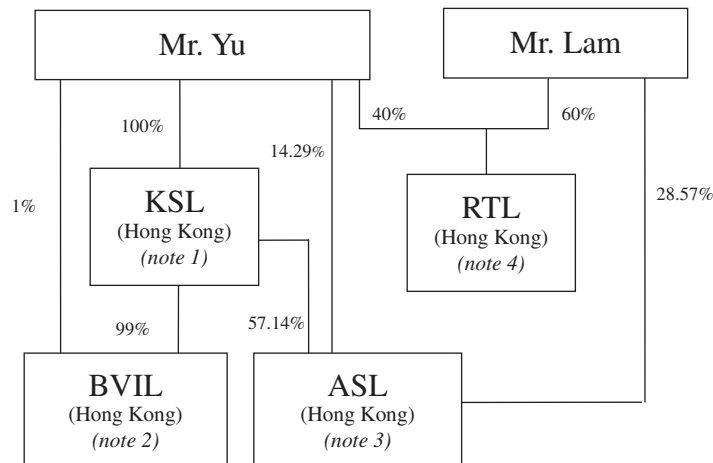 Mr. Yu
Mr. Lam
100%
40%
60%
14.29%
1%
28.57%
KSL
(Hong Kong)
(note 1)
RTL
(Hong Kong)
(note 4)
99%
57.14%
BVIL
(Hong Kong)
(note 2)
ASL
(Hong Kong)
(note 3)